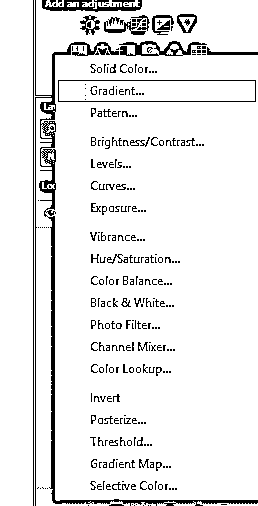 Add an adjustment
Solid Color...
Gradient...
Pattern...
Brightness/Contrast...
Levels...
Curves...
Exposure...
Vibrance...
Hue/Saturation...
Color Balance...
Black & White...
Photo Filter...
Channel Mixer...
Color Lookup...
Invert
Posterize...
Threshold...
Gradient Map...
Selective Color...